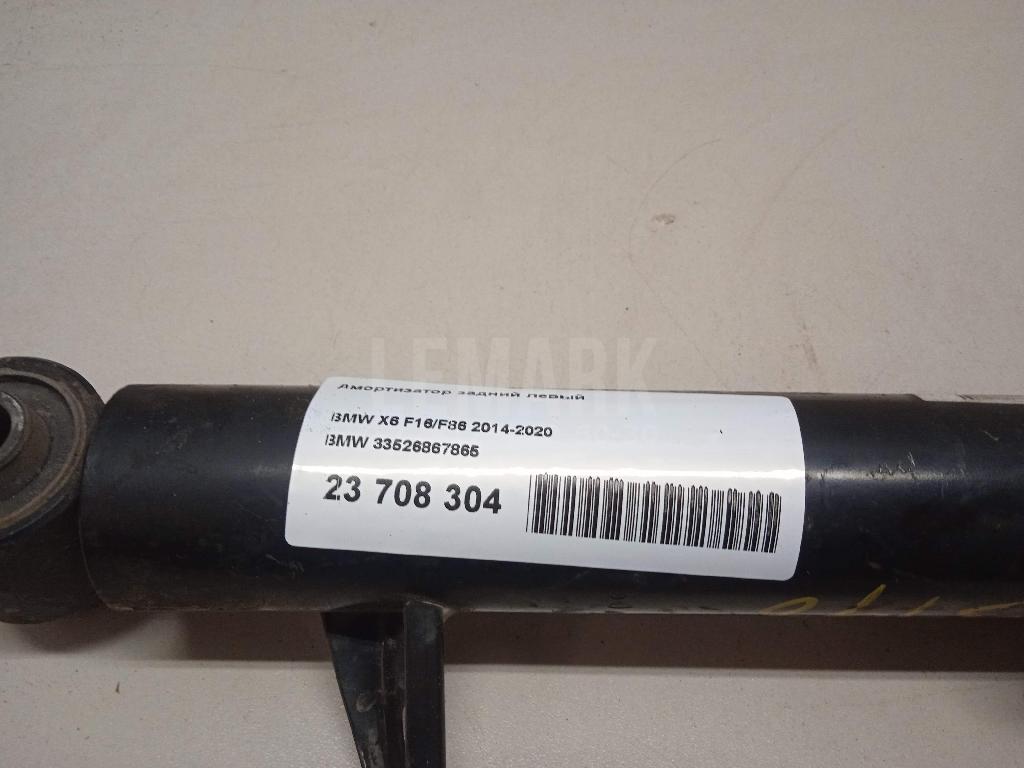 LEMARK
Амортизатор задний левый
BMW X6 F16/F86 2014-2020
BMW 33526867865
23 708 304